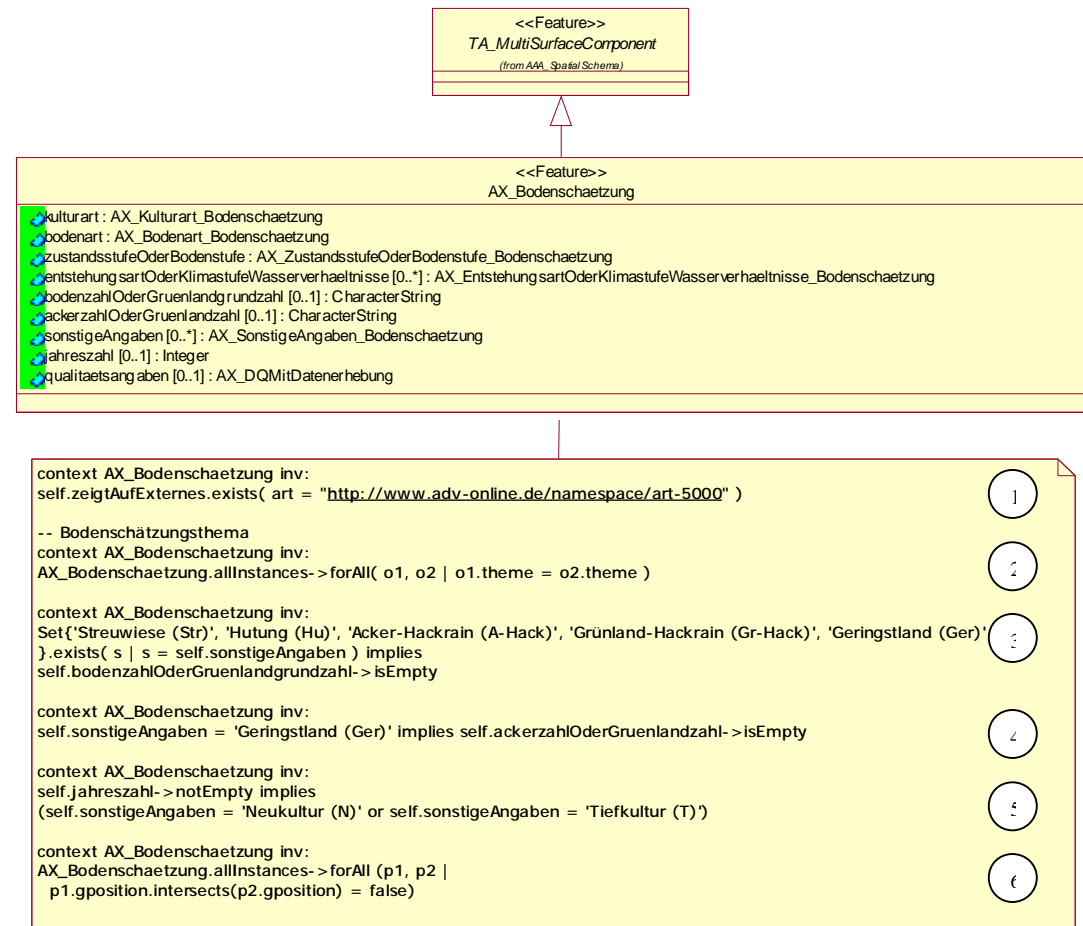 <<Feature>>
TA_MultiSurfaceComponent
(from AAA_Spatial Schema)
<<Feature>>
AX_Bodenschaetzung
kulturart : AX_Kulturart_Bodenschaetzung
bodenart : AX_Bodenart_Bodenschaetzung
zustandsstufeOderBodenstufe : AX_ZustandsstufeOderBodenstufe_Bodenschaetzung
entstehungsartOderKlimastufeWasserverhaeltnisse [0..*] : AX_EntstehungsartOderKlimastufeWasserverhaeltnisse_Bodenschaetzung
bodenzahlOderGruenlandgrundzahl [0..1] : CharacterString
ackerzahlOderGruenlandzahl [0..1] : CharacterString
sonstigeAngaben [0..*] : AX_SonstigeAngaben_Bodenschaetzung
jahreszahl [0..1] : Integer
qualitaetsangaben [0..1] : AX_DQMitDatenerhebung
context AX_Bodenschaetzung inv:
self.zeigtAufExternes.exists( art = "http://www.adv-online.de/namespace/art-5000" )
1
-- Bodenschätzungsthema
context AX_Bodenschaetzung inv:
AX_Bodenschaetzung.allInstances->forAll( o1, o2 | o1.theme = o2.theme )
2
context AX_Bodenschaetzung inv:
Set{'Streuwiese (Str)', 'Hutung (Hu)', 'Acker-Hackrain (A-Hack)', 'Grünland-Hackrain (Gr-Hack)', 'Geringstland (Ger)'
}.exists( s | s = self.sonstigeAngaben ) implies
self.bodenzahlOderGruenlandgrundzahl->isEmpty
3
context AX_Bodenschaetzung inv:
self.sonstigeAngaben = 'Geringstland (Ger)' implies self.ackerzahlOderGruenlandzahl->isEmpty
4
context AX_Bodenschaetzung inv:
self.jahreszahl->notEmpty implies
(self.sonstigeAngaben = 'Neukultur (N)' or self.sonstigeAngaben = 'Tiefkultur (T)')
5
context AX_Bodenschaetzung inv:
AX_Bodenschaetzung.allInstances->forAll (p1, p2 |
p1.gposition.intersects(p2.gposition) = false)
6